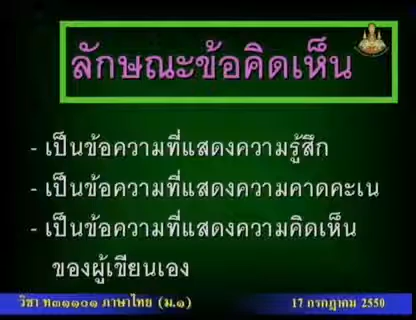 ลักษณะข้อคิดเห็น
- เป็นข้อความที่แสดงความรู้สึก
- เป็นข้อความที่แสดงความคาดคะเน
- เป็นข้อความที่แสดงความคิดเห็น
ของผู้เขียนเอง
วิชา ท๓๑๑๐๑ ภาษาไทย (ม.๑) 17 กรกฎาคม 2550